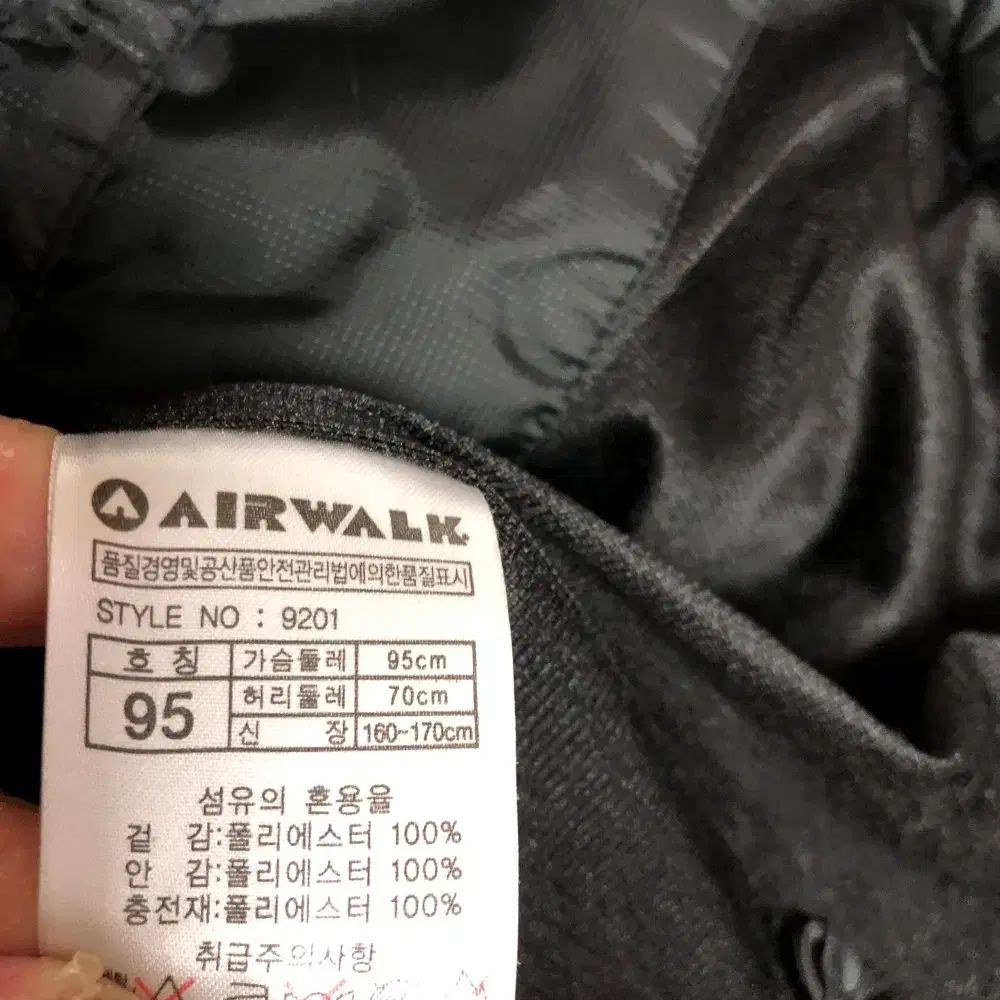 AIRWALK
품질경영및공산품안전관리법에의한품질표시
STYLE NO : 9201
호칭 가슴둘레 95cm
95 허리둘레 70cm
신 장 160~170cm
섬유의 혼용율
겉 감:폴리에스터 100%
안 감:폴리에스터 100%
충전재:폴리에스터 100%
취급주의사항